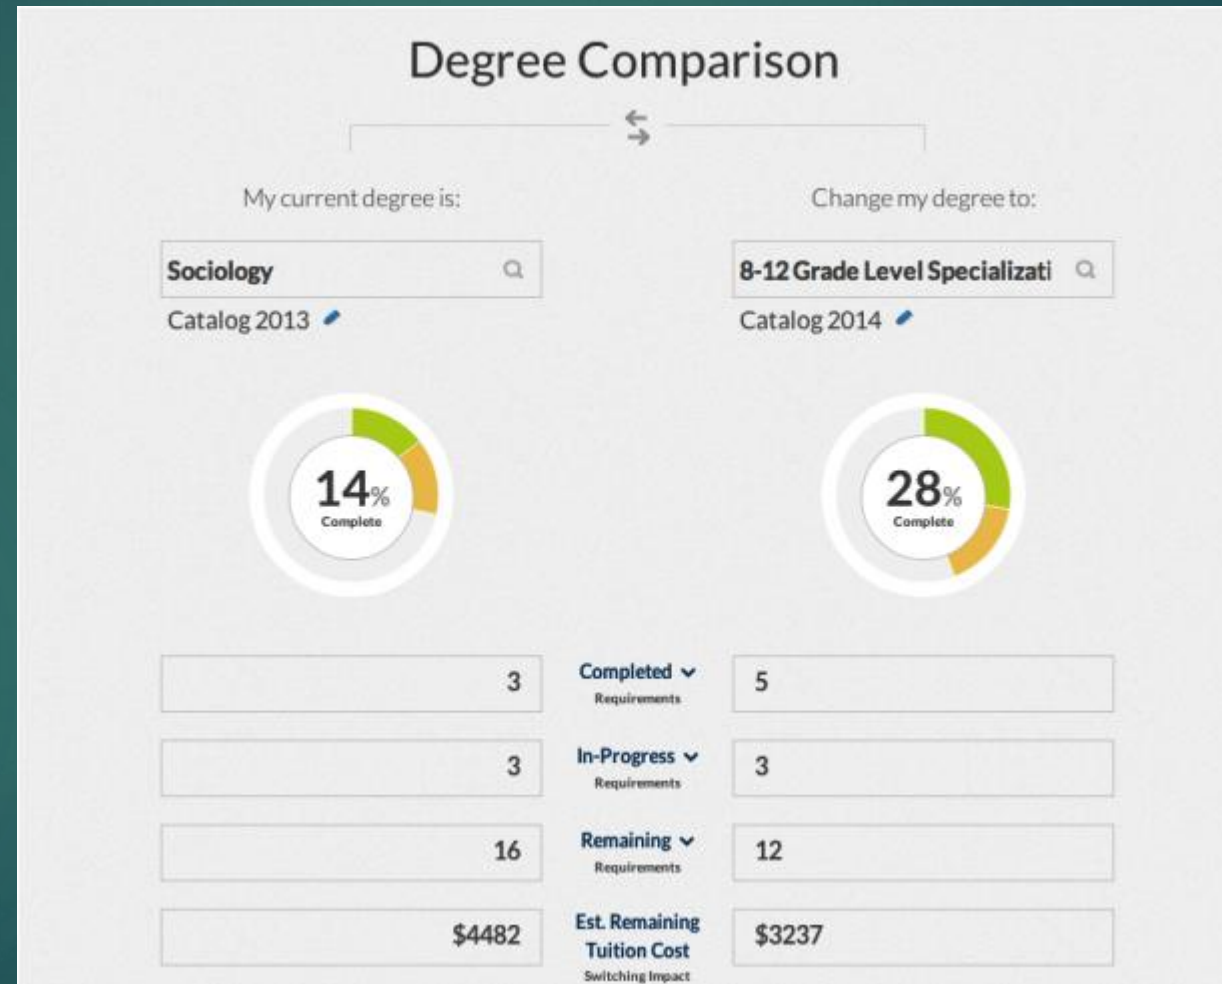 Degree Comparison
My current degree is:
Change my degree to:
Sociology
8-12 Grade Level Specializati
Catalog 2013
Catalog 2014
14%
Complete
28%
Complete
3
Completed
Requirements
5
3
In-Progress
Requirements
3
16
Remaining
Requirements
12
$4482
Est. Remaining
Tuition Cost
Switching Impact
$3237